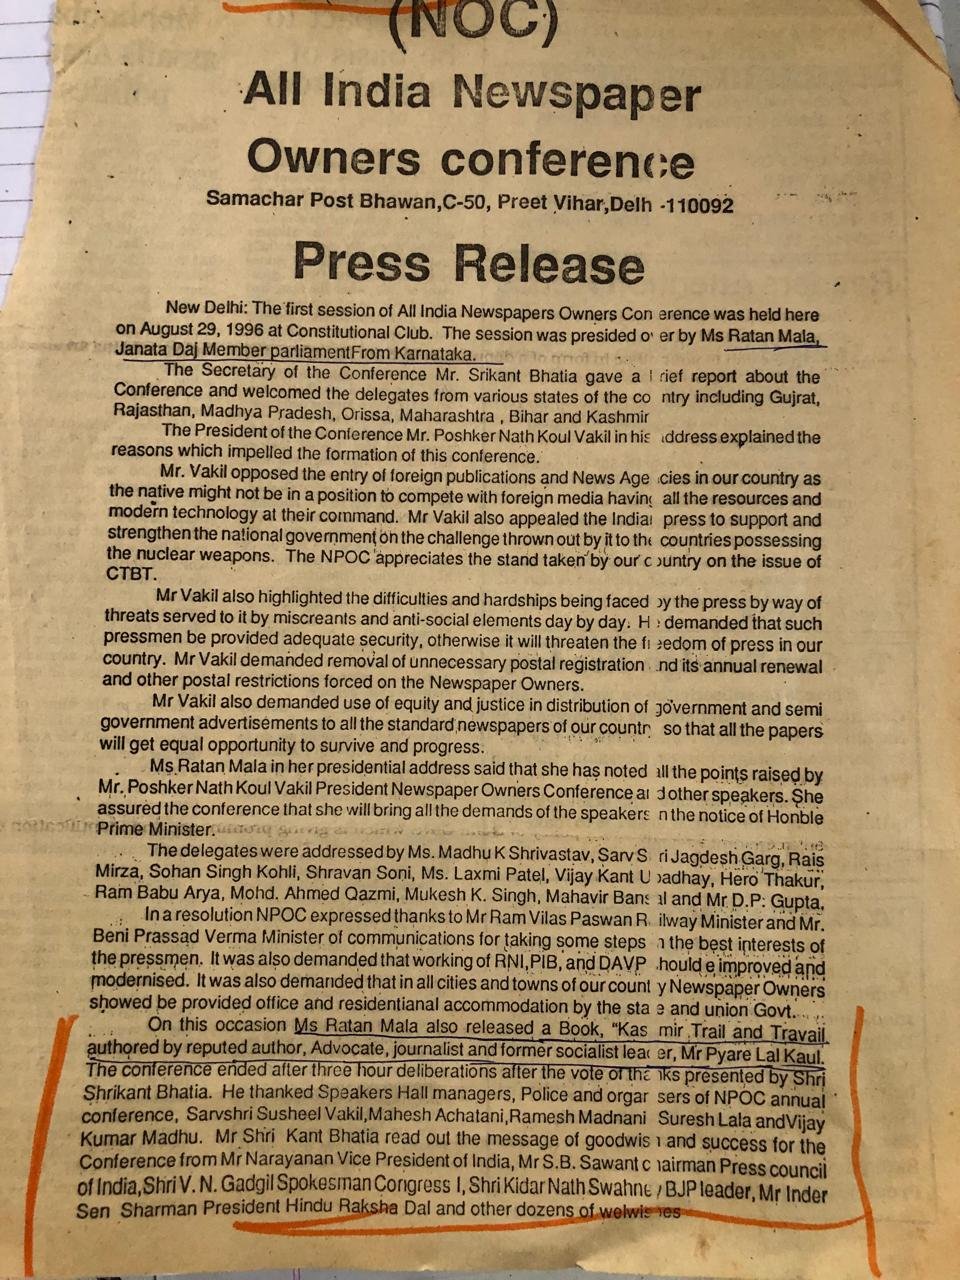 (NOC)
All India Newspaper
Owners conference
Samachar Post Bhawan,C-50, Preet Vihar,Delh -110092
Press Release
New Delhi: The first session of All India Newspapers Owners Con erence was held here
on August 29, 1996 at Constitutional Club. The session was presided o er by Ms Ratan Mala,
Janata Daj Member parliamentFrom Karnataka.
The Secretary of the Conference Mr. Srikant Bhatia gave a rief report about the
Conference and welcomed the delegates from various states of the co ntry including Gujrat,
Rajasthan, Madhya Pradesh, Orissa, Maharashtra , Bihar and Kashmir
The President of the Conference Mr. Poshker Nath Koul Vakil in his address explained the
reasons which impelled the formation of this conference.
Mr. Vakil opposed the entry of foreign publications and News Age cies in our country as
the native might not be in a position to compete with foreign media having all the resources and
modern technology at their command. Mr Vakil also appealed the Indian press to support and
strengthen the national government on the challenge thrown out by it to the countries possessing
the nuclear weapons. The NPOC appreciates the stand taken by our country on the issue of
CTBT.
Mr Vakil also highlighted the difficulties and hardships being faced by the press by way of
threats served to it by miscreants and anti-social elements day by day. He demanded that such
pressmen be provided adequate security, otherwise it will threaten the freedom of press in our
country. Mr Vakil demanded removal of unnecessary postal registration and its annual renewal
and other postal restrictions forced on the Newspaper Owners.
Mr Vakil also demanded use of equity and justice in distribution of government and semi
government advertisements to all the standard newspapers of our country so that all the papers
will get equal opportunity to survive and progress.
Ms Ratan Mala in her presidential address said that she has noted all the points raised by
Mr. Poshker Nath Koul Vakil President Newspaper Owners Conference and other speakers. She
assured the conference that she will bring all the demands of the speakers in the notice of Honble
Prime Minister.
The delegates were addressed by Ms. Madhu K Shrivastav, SarvS ri Jagdesh Garg, Rais
Mirza, Sohan Singh Kohli, Shravan Soni, Ms. Laxmi Patel, Vijay Kant Upadhay, Hero Thakur,
Ram Babu Arya, Mohd. Ahmed Qazmi, Mukesh K. Singh, Mahavir Bansal and Mr D.P: Gupta,
In a resolution NPOC expressed thanks to Mr Ram Vilas Paswan R ilway Minister and Mr.
Beni Prassad Verma Minister of communications for taking some steps in the best interests of
the pressmen. It was also demanded that working of RNI,PIB, and DAVP should e improved and
modernised. It was also demanded that in all cities and towns of our count y Newspaper Owners
showed be provided office and residentianal accommodation by the sta e and union Govt.
On this occasion Ms Ratan Mala also released a Book, "Kas mir Trail and Travail
authored by reputed author, Advocate, journalist and former socialist leader, Mr Pyare Lal Kaul.
The conference ended after three hour deliberations after the vote of thanks presented by Shri
Shrikant Bhatia. He thanked Speakers Hall managers, Police and organ sers of NPOC annual
conference, Sarvshri Susheel Vakil,Mahesh Achatani,Ramesh Madnani Suresh Lala andVijay
Kumar Madhu. Mr Shri Kant Bhatia read out the message of goodwish and success for the
Conference from Mr Narayanan Vice President of India, Mr S.B. Sawant chairman Press council
of India,Shri V. N. Gadgil Spokesman Congress I, Shri Kidar Nath Swahney BJP leader, Mr Inder
Sen Sharman President Hindu Raksha Dal and other dozens of welwishes